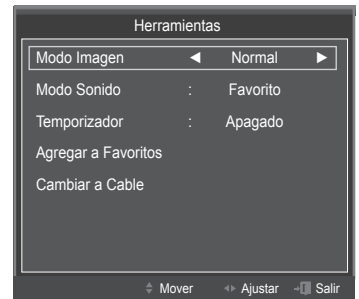 Herramientas
Modo Imagen ◀ Normal ▶
Modo Sonido : Favorito
Temporizador : Apagado
Agregar a Favoritos
Cambiar a Cable
Mover Ajustar Salir